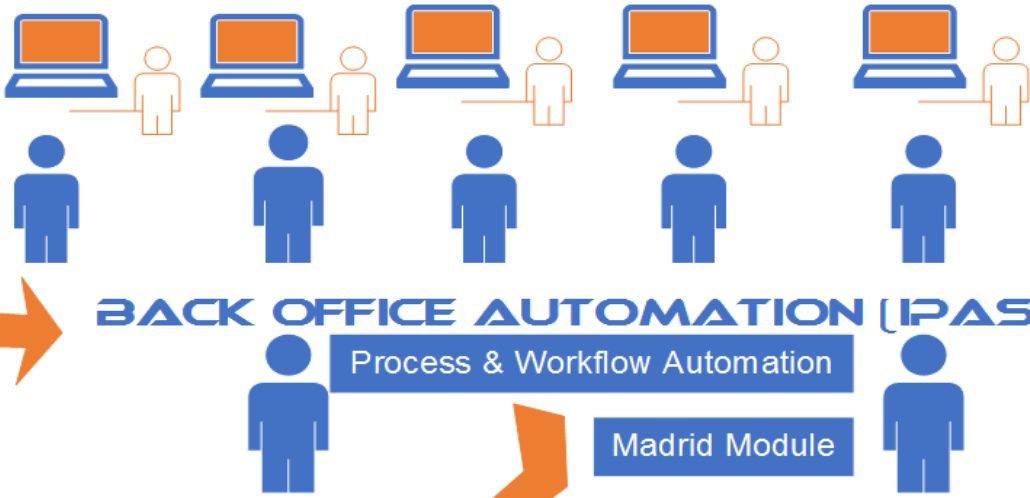 BACK OFFICE AUTOMATION (IPAS
Process & Workflow Automation
Madrid Module